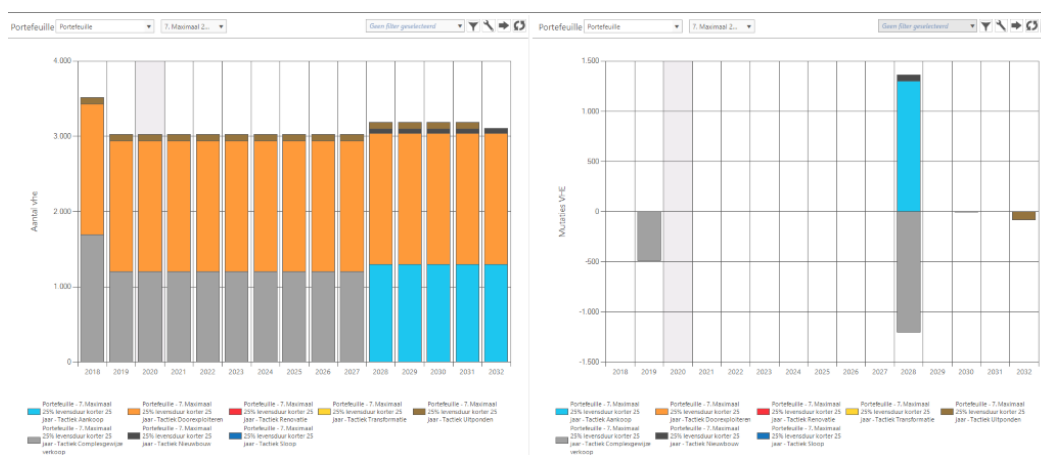 Portefeuille Portefeuille 7. Maximaal 2... Geen filter geselecteerd
4.000
3.000
2.000
1.000
0
Aantal vhe
2018 2019 2020 2021 2022 2023 2024 2025 2026 2027 2028 2029 2030 2031 2032
Portefeuille - 7. Maximaal
25% levensduur korter 25
jaar - Tactiek Aankoop
Portefeuille - 7. Maximaal
25% levensduur korter 25
jaar - Tactiek Doorexploiteren
Portefeuille - 7. Maximaal
25% levensduur korter 25
jaar - Tactiek Renovatie
Portefeuille - 7. Maximaal
25% levensduur korter 25
jaar - Tactiek Transformatie
Portefeuille - 7. Maximaal
25% levensduur korter 25
jaar - Tactiek Uitponden
Portefeuille - 7. Maximaal
25% levensduur korter 25
jaar - Tactiek Complexgewijze
verkoop
Portefeuille - 7. Maximaal
25% levensduur korter 25
jaar - Tactiek Nieuwbouw
Portefeuille - 7. Maximaal
25% levensduur korter 25
jaar - Tactiek Sloop
Portefeuille Portefeuille 7. Maximaal 2... Geen filter geselecteerd
1.500
1.000
500
0
-500
-1.000
-1.500
Mutaties VHE
2018 2019 2020 2021 2022 2023 2024 2025 2026 2027 2028 2029 2030 2031 2032
Portefeuille - 7. Maximaal
25% levensduur korter 25
jaar - Tactiek Aankoop
Portefeuille - 7. Maximaal
25% levensduur korter 25
jaar - Tactiek Doorexploiteren
Portefeuille - 7. Maximaal
25% levensduur korter 25
jaar - Tactiek Renovatie
Portefeuille - 7. Maximaal
25% levensduur korter 25
jaar - Tactiek Transformatie
Portefeuille - 7. Maximaal
25% levensduur korter 25
jaar - Tactiek Uitponden
Portefeuille - 7. Maximaal
25% levensduur korter 25
jaar - Tactiek Complexgewijze
verkoop
Portefeuille - 7. Maximaal
25% levensduur korter 25
jaar - Tactiek Nieuwbouw
Portefeuille - 7. Maximaal
25% levensduur korter 25
jaar - Tactiek Sloop